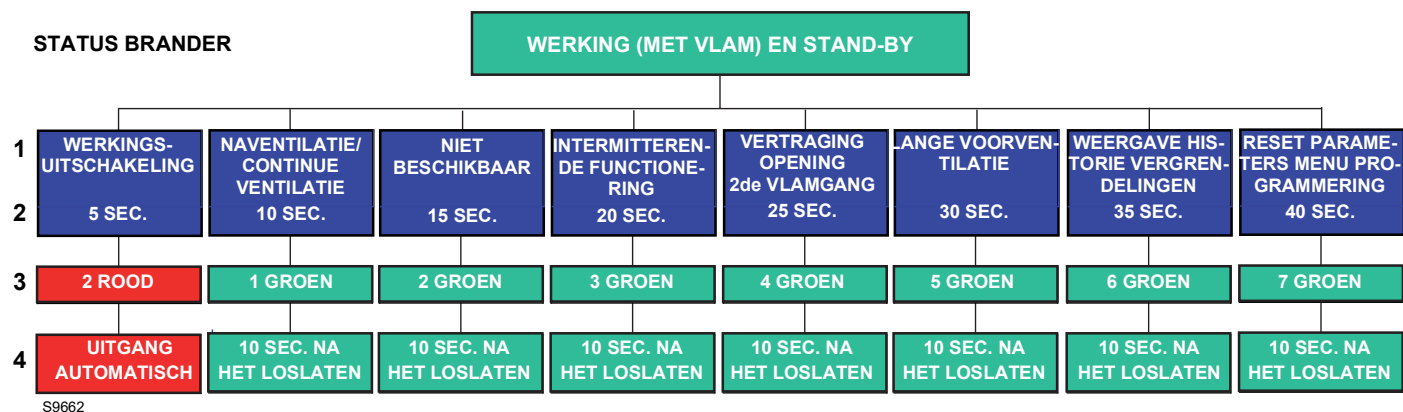 STATUS BRANDER
WERKING (MET VLAM) EN STAND-BY
1
WERKINGS-
UITSCHAKELING
NAVENTILATIE/
CONTINUE
VENTILATIE
NIET
BESCHIKBAAR
INTERMITTEREN-
DE FUNCTIONE-
RING
VERTRAGING
OPENING
2de VLAMGANG
LANGE VOORVEN-
TILATIE
WEERGAVE HIS-
TORIE VERGREN-
DELINGEN
RESET PARAME-
TERS MENU PRO-
GRAMMERING
2
5 SEC.
10 SEC.
15 SEC.
20 SEC.
25 SEC.
30 SEC.
35 SEC.
40 SEC.
3
2 ROOD
1 GROEN
2 GROEN
3 GROEN
4 GROEN
5 GROEN
6 GROEN
7 GROEN
4
UITGANG
AUTOMATISCH
10 SEC. NA
HET LOSLATEN
10 SEC. NA
HET LOSLATEN
10 SEC. NA
HET LOSLATEN
10 SEC. NA
HET LOSLATEN
10 SEC. NA
HET LOSLATEN
10 SEC. NA
HET LOSLATEN
10 SEC. NA
HET LOSLATEN
S9662